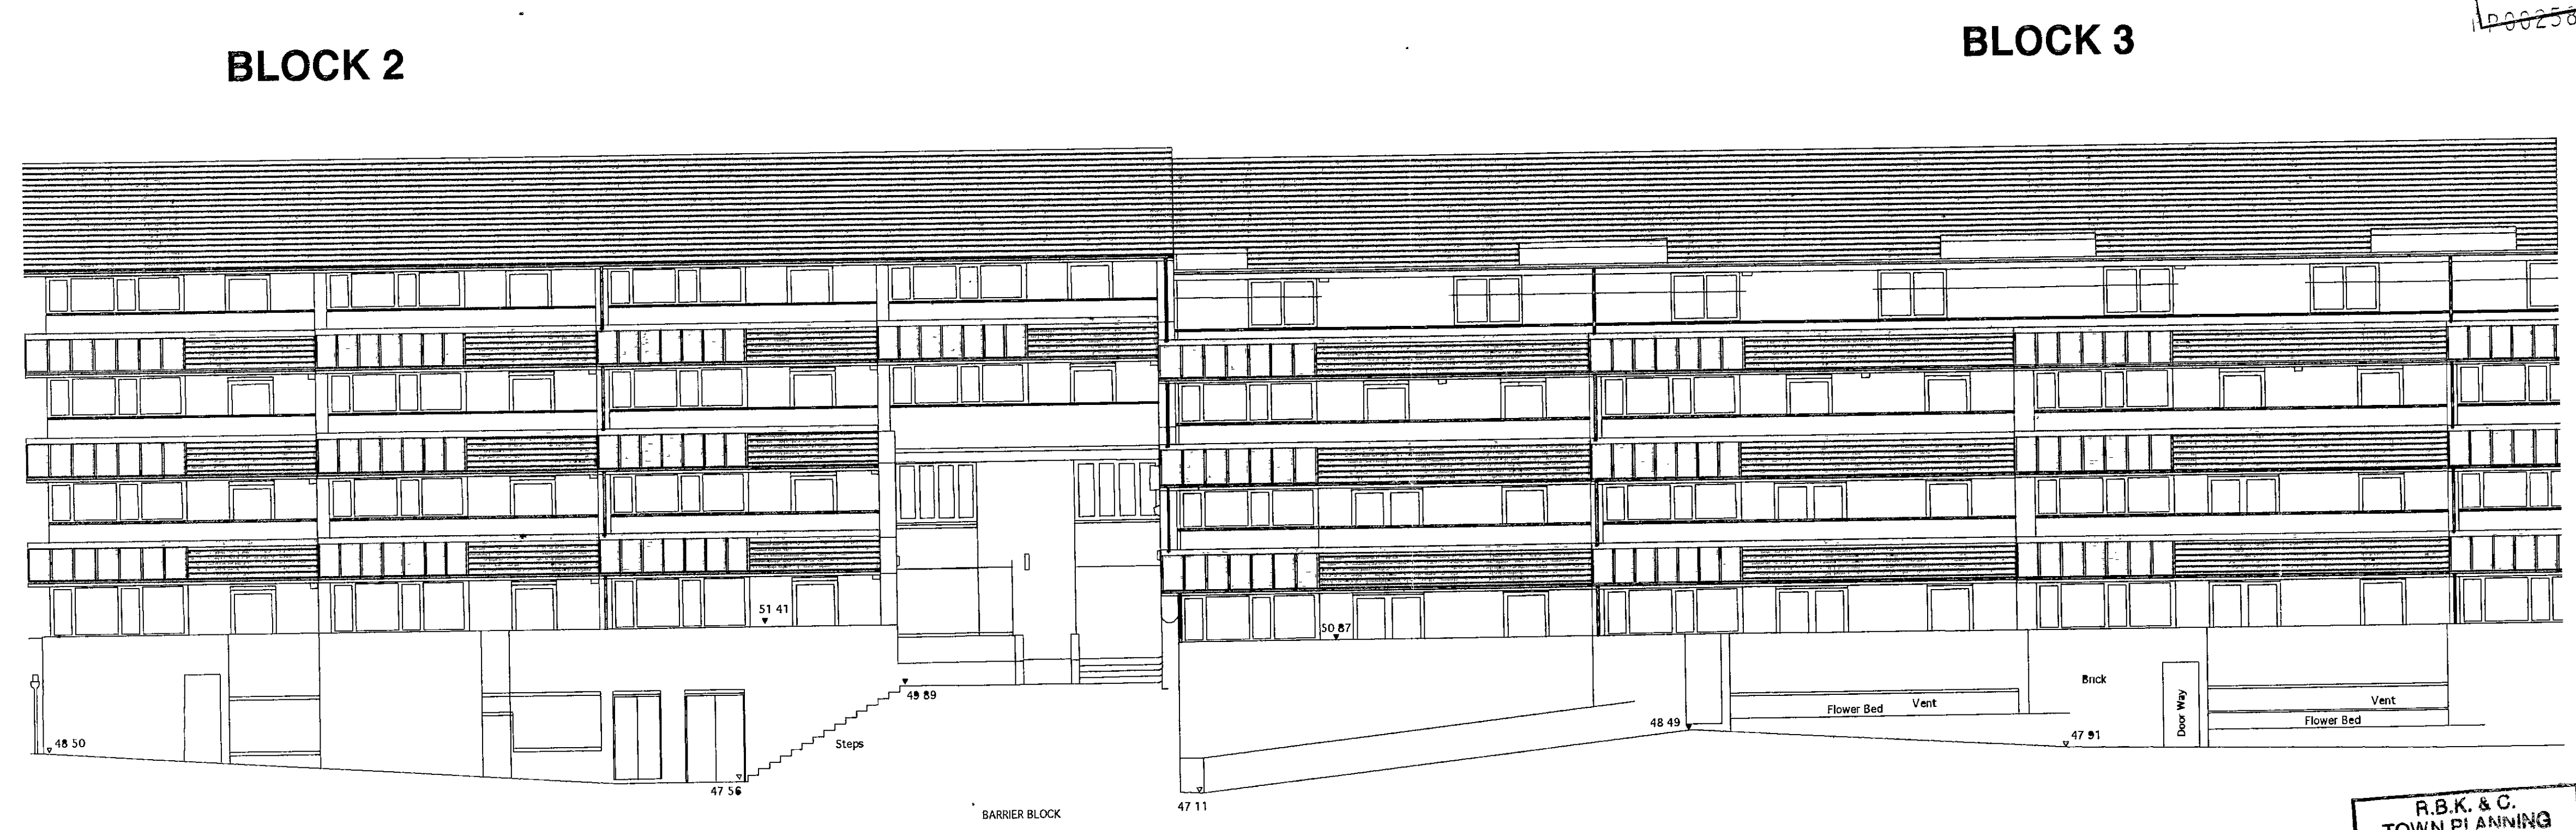 BLOCK 2
BLOCK 3
51 41
50 87
49 89
Steps
48 50
47 56
BARRIER BLOCK
47 11
48 49
Flower Bed
Vent
Brick
47 91
Door Way
Vent
Flower Bed
R.B.K. & C.
TOWN PLANNING